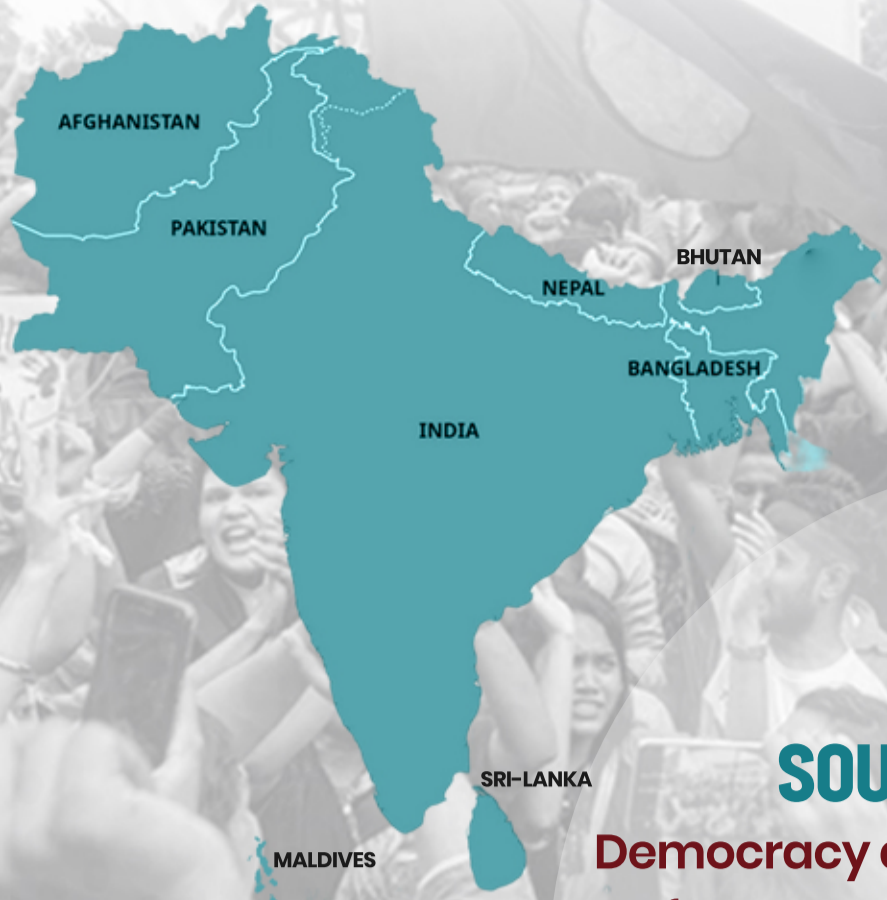 AFGHANISTAN
PAKISTAN
BHUTAN
NEPAL
BANGLADESH
INDIA
SOU
SRI-LANKA
Democracy
MALDIVES